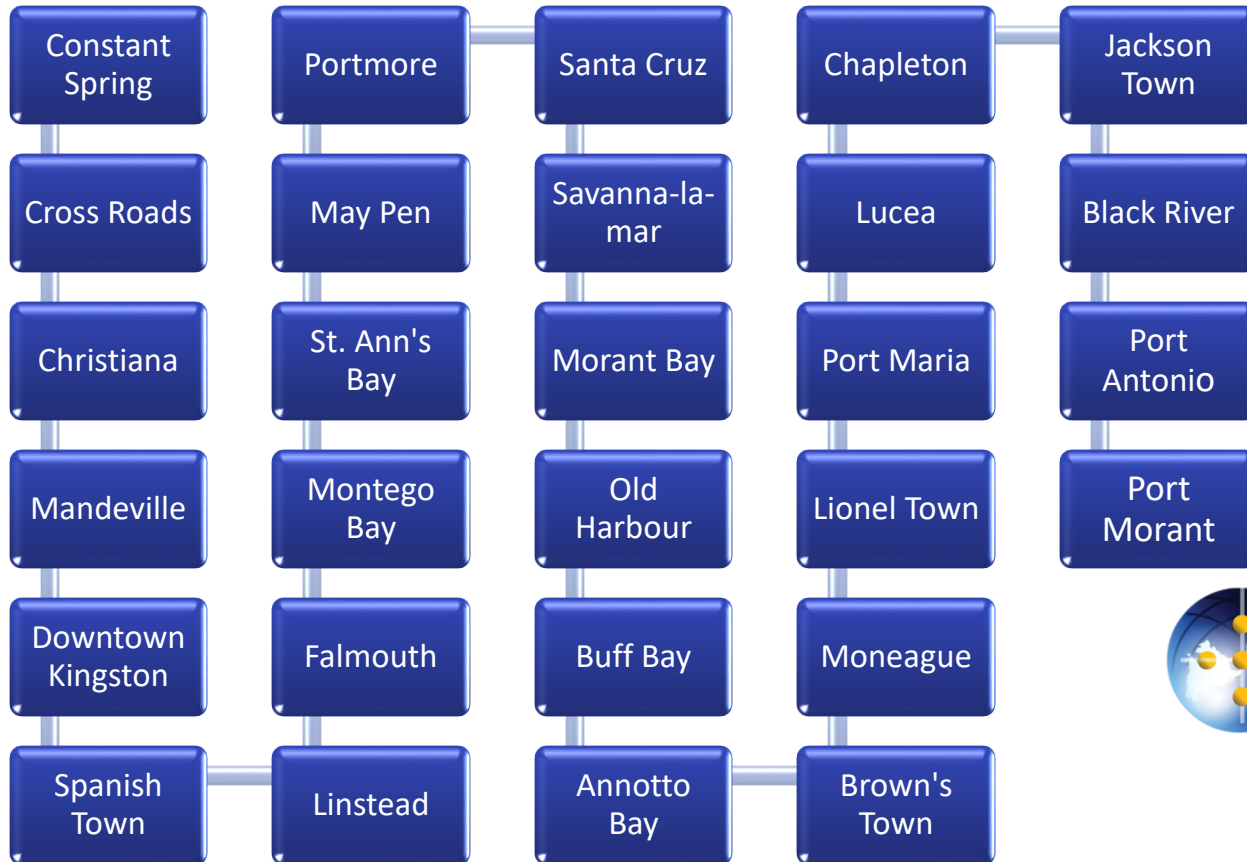 Constant
Spring
Cross Roads
Christiana
Mandeville
Downtown
Kingston
Spanish
Town
Linstead
Falmouth
Montego
Bay
St. Ann's
Bay
May Pen
Portmore
Santa Cruz
Savanna-la-
mar
Morant Bay
Old
Harbour
Buff Bay
Annotto
Bay
Brown's
Town
Moneague
Lionel Town
Port Maria
Lucea
Chapleton
Jackson
Town
Black River
Port
Antonio
Port
Morant